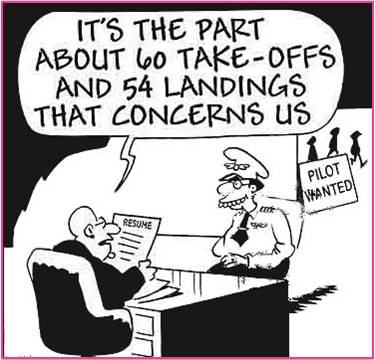 IT'S THE PART
ABOUT 60 TAKE-OFFS
AND 54 LANDINGS
THAT CONCERNS US
RESUME
PILOT
WANTED